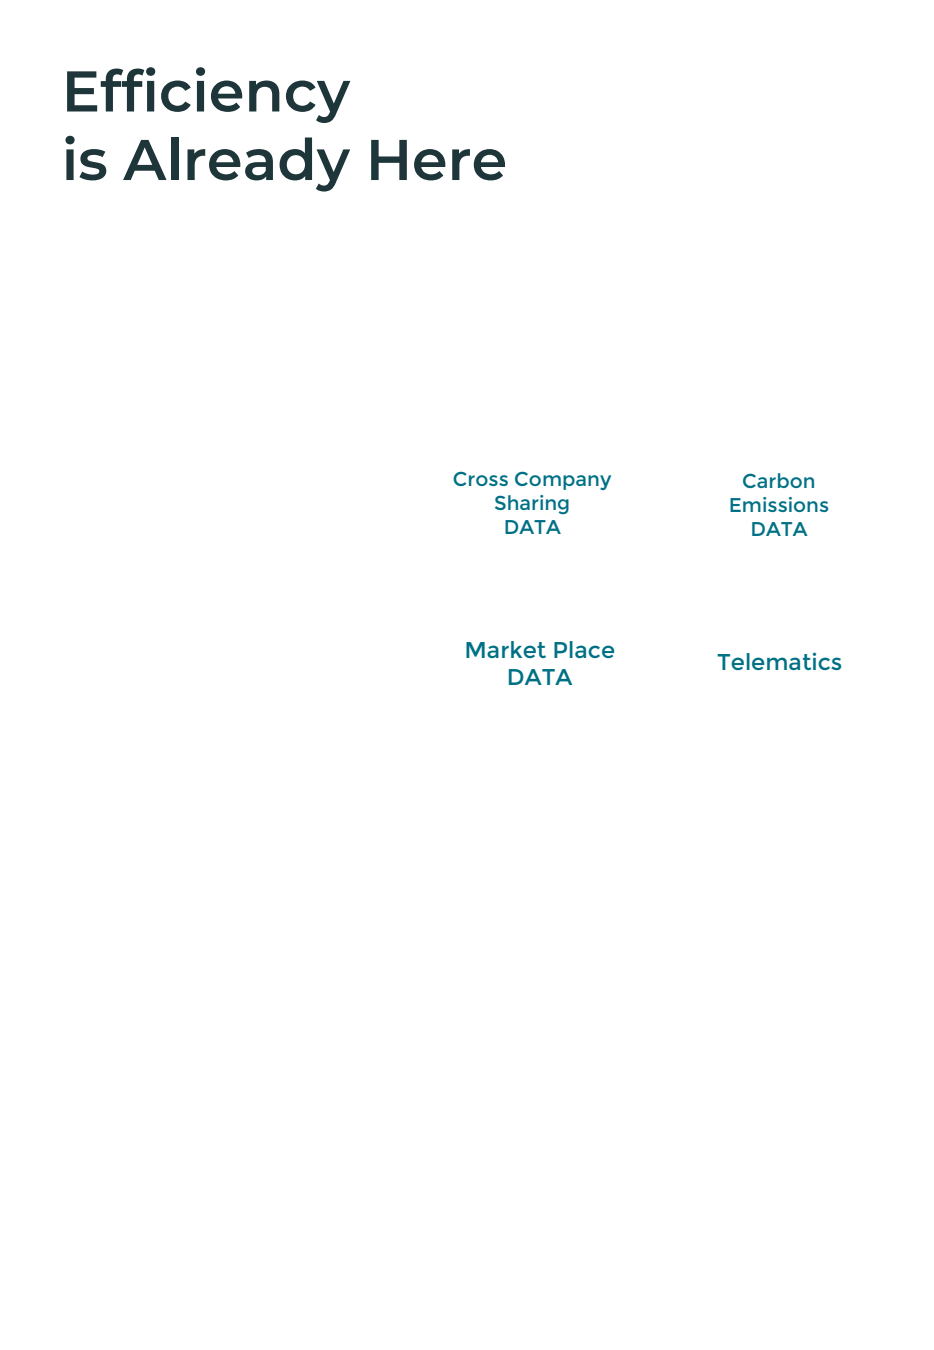 Efficiency
is Already Here
Cross Company
Sharing
DATA
Carbon
Emissions
DATA
Market Place
DATA
Telematics